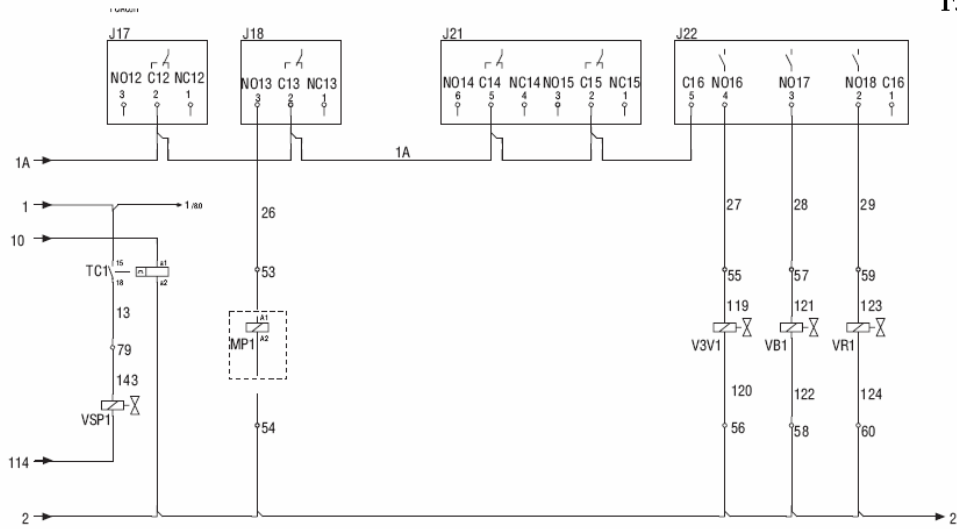 J17 J18 J21 J22
NO12 C12 NC12 NO13 C13 NC13 NO14 C14 NC14 NO15 C15 NC15 C16 NO16 NO17 NO18 C16
3 2 1 3 2 1 6 5 4 3 2 1 5 4 3 2 1
1A 1A
1 1/80
26 27 28 29
10
15 a1
TC1
18 a2
53 55 57 59
13 119 121 123
A1
MP1 A2 V3V1 VB1 VR1
79
143 120 122 124
VSP1
54 56 58 60
114
2 2